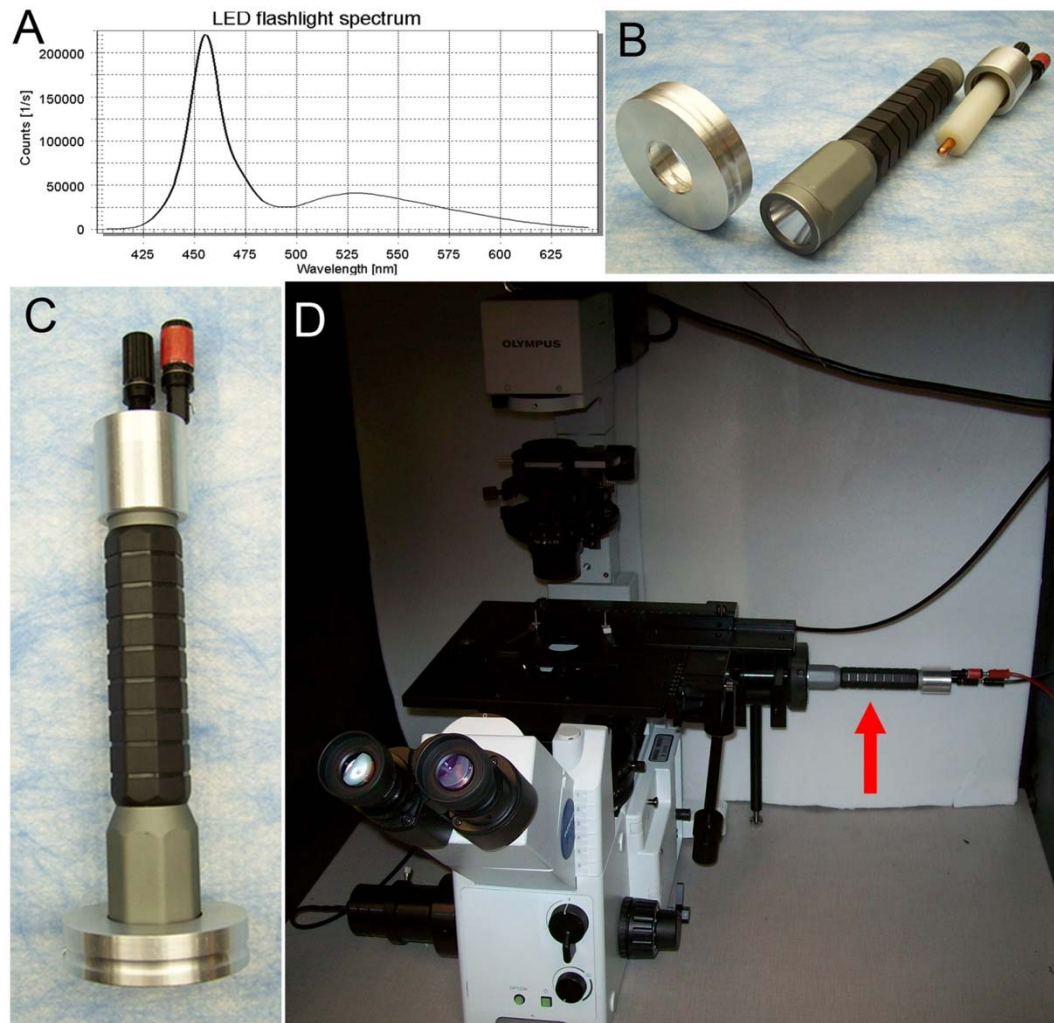 A
LED flashlight spectrum
Counts [1/s]
200000
150000
100000
50000
0
425 450 475 500 525 550 575 600 625
Wavelength [nm]
B
C
D
OLYMPUS